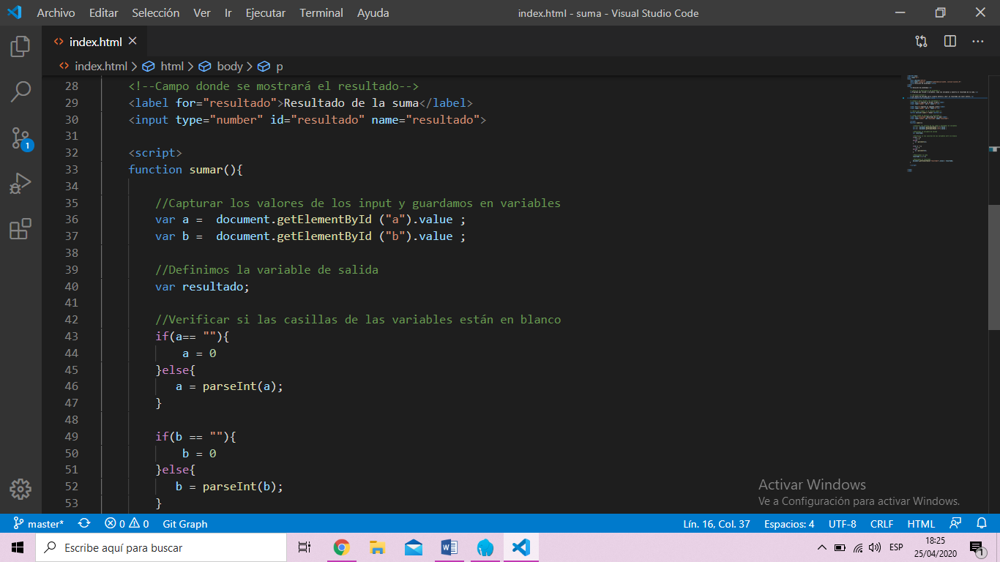 Archivo Editar Selección Ver Ir Ejecutar Terminal Ayuda index.html - suma - Visual Studio Code
index.html
index.html > html > body > p
28 <!--Campo donde se mostrará el resultado-->
29 <label for="resultado">Resultado de la suma</label>
30 <input type="number" id="resultado" name="resultado">
31
32 <script>
33 function sumar(){
34
35 //Capturar los valores de los input y guardamos en variables
36 var a =  document.getElementById ("a").value ;
37 var b =  document.getElementById ("b").value ;
38
39 //Definimos la variable de salida
40 var resultado;
41
42 //Verificar si las casillas de las variables están en blanco
43 if(a== ""){
44 a = 0
45 }else{
46 a = parseInt(a);
47 }
48
49 if(b == ""){
50 b = 0
51 }else{
52 b = parseInt(b);
53 }
1
Activar Windows
Ve a Configuración para activar Windows.
master* 0 0 Git Graph Lín. 16, Col. 37 Espacios: 4 UTF-8 CRLF HTML
Escribe aquí para buscar
ESP
18:25
25/04/2020
1